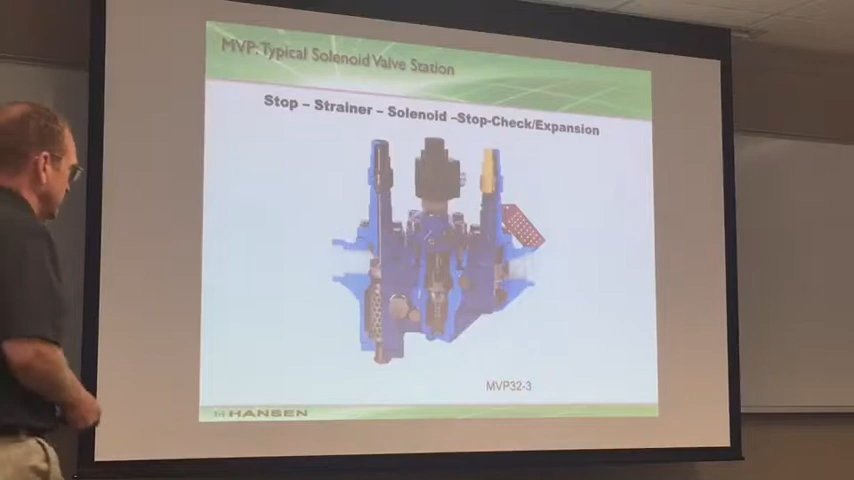 MVP: Typical Solenoid Valve Station
Stop – Strainer – Solenoid –Stop-Check/Expansion
MVP32-3
HANSEN